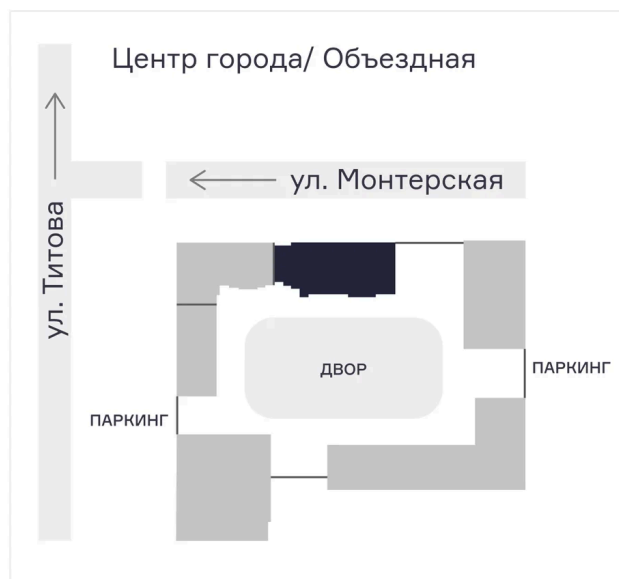 Центр города/ Объездная
ул. Монтерская
ул. Титова
ДВОР
ПАРКИНГ
ПАРКИНГ